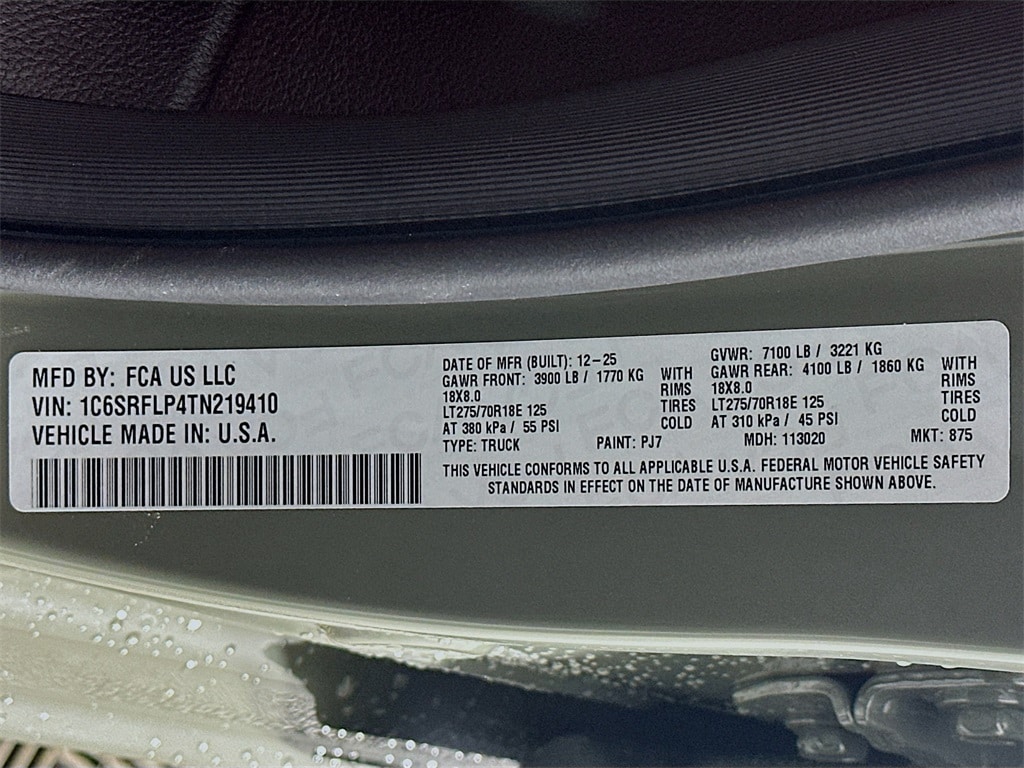 MFD BY: FCA US LLC
VIN: 1C6SRFLP4TN219410
VEHICLE MADE IN: U.S.A.
DATE OF MFR (BUILT): 12-25
GAWR FRONT: 3900 LB / 1770 KG
18X8.0
LT275/70R18E 125
AT 380 kPa / 55 PSI
WITH
RIMS
TIRES
COLD
GVWR: 7100 LB / 3221 KG
GAWR REAR: 4100 LB / 1860 KG
18X8.0
LT275/70R18E 125
AT 310 kPa / 45 PSI
WITH
RIMS
TIRES
COLD
TYPE: TRUCK PAINT: PJ7 MDH: 113020 MKT: 875
THIS VEHICLE CONFORMS TO ALL APPLICABLE U.S.A. FEDERAL MOTOR VEHICLE SAFETY
STANDARDS IN EFFECT ON THE DATE OF MANUFACTURE SHOWN ABOVE.